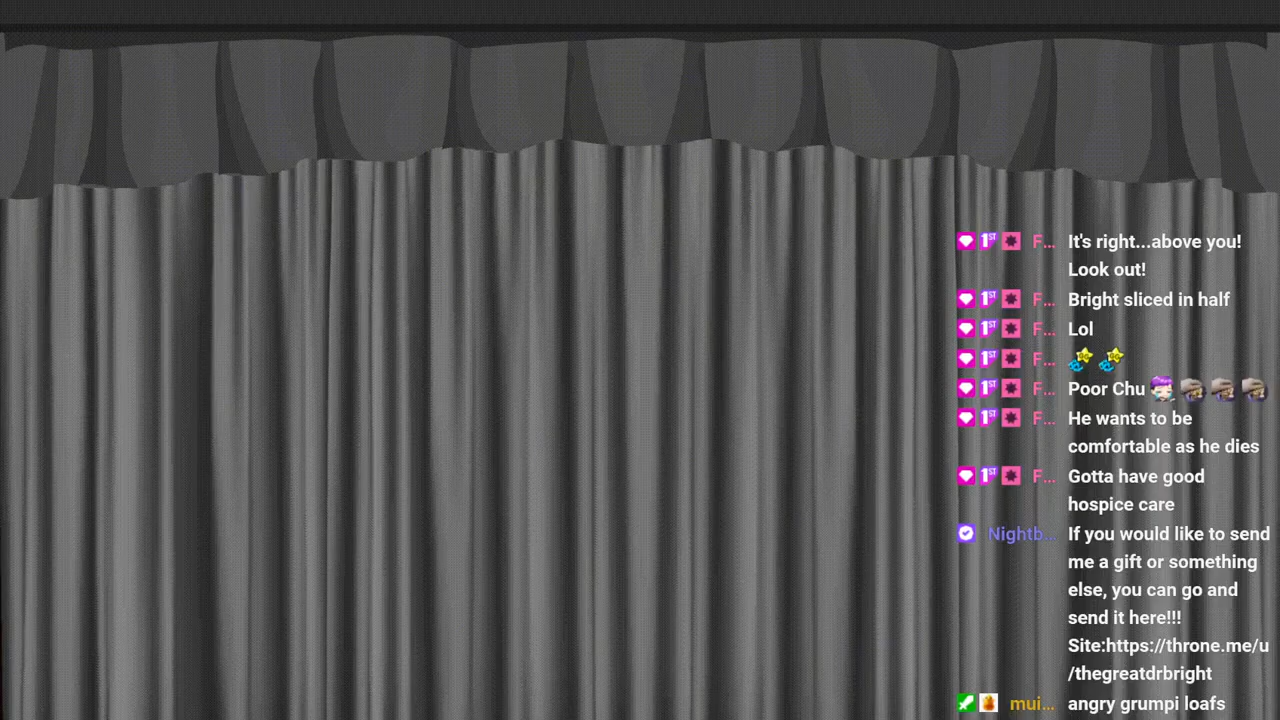 F... It's right...above you!
Look out!
F... Bright sliced in half
F... Lol
F...
F... Poor Chu
F... He wants to be
comfortable as he dies
F... Gotta have good
hospice care
Nightb... If you would like to send
me a gift or something
else, you can go and
send it here!!!
Site:https://throne.me/u
/thegreatdrbright
mui... angry grumpi loafs